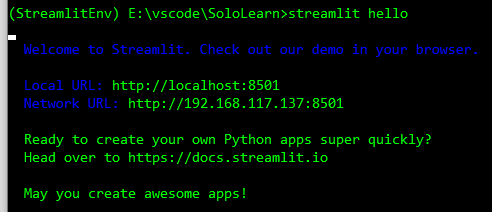 (StreamlitEnv) E:\vscode\SoloLearn>streamlit hello
Welcome to Streamlit. Check out our demo in your browser.
Local URL: http://localhost:8501
Network URL: http://192.168.117.137:8501
Ready to create your own Python apps super quickly?
Head over to https://docs.streamlit.io
May you create awesome apps!